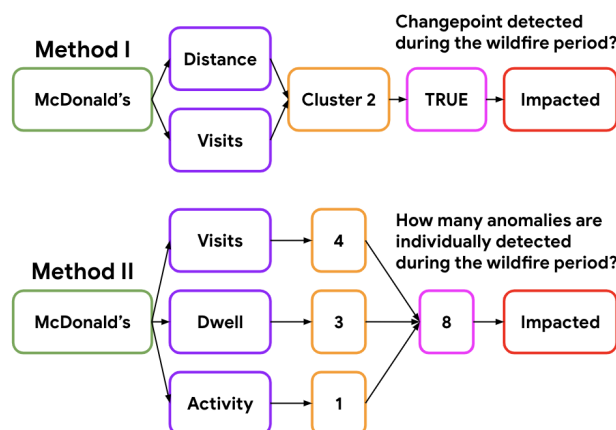 Changepoint detected
during the wildfire period?
Method I
McDonald's
Distance
Visits
Cluster 2
TRUE
Impacted
How many anomalies are
individually detected
during the wildfire period?
Method II
McDonald's
Visits
4
Dwell
3
Activity
1
8
Impacted